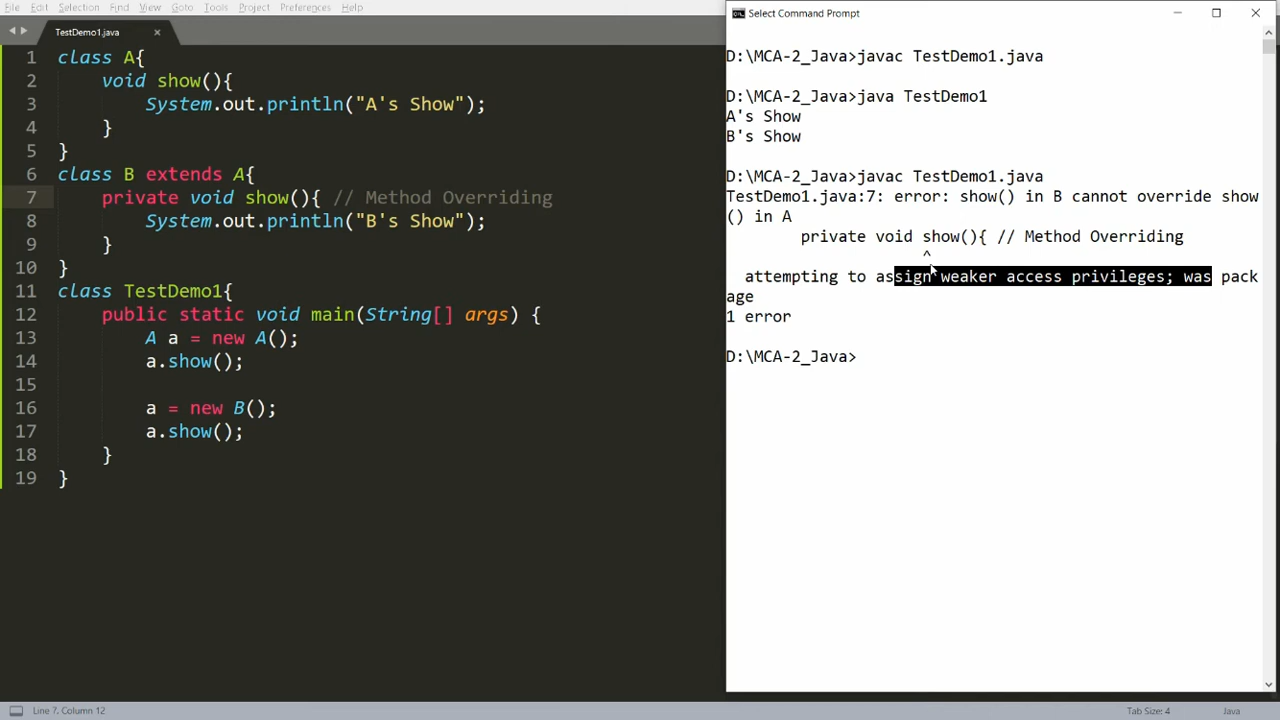 File Edit Selection Find View Goto Tools Project Preferences Help
TestDemo1.java
1 class A{
2 void show(){
3 System.out.println("A's Show");
4 }
5 }
6 class B extends A{
7 private void show(){ // Method Overriding
8 System.out.println("B's Show");
9 }
10 }
11 class TestDemo1{
12 public static void main(String[] args) {
13 A a = new A();
14 a.show();
15
16 a = new B();
17 a.show();
18 }
19 }
Line 7, Column 12
Tab Size: 4
Java
Select Command Prompt
D:\MCA-2_Java>javac TestDemo1.java
D:\MCA-2_Java>java TestDemo1
A's Show
B's Show
D:\MCA-2_Java>javac TestDemo1.java
TestDemo1.java:7: error: show() in B cannot override show
() in A
private void show(){ // Method Overriding
^
attempting to assign weaker access privileges; was pack
age
1 error
D:\MCA-2_Java>